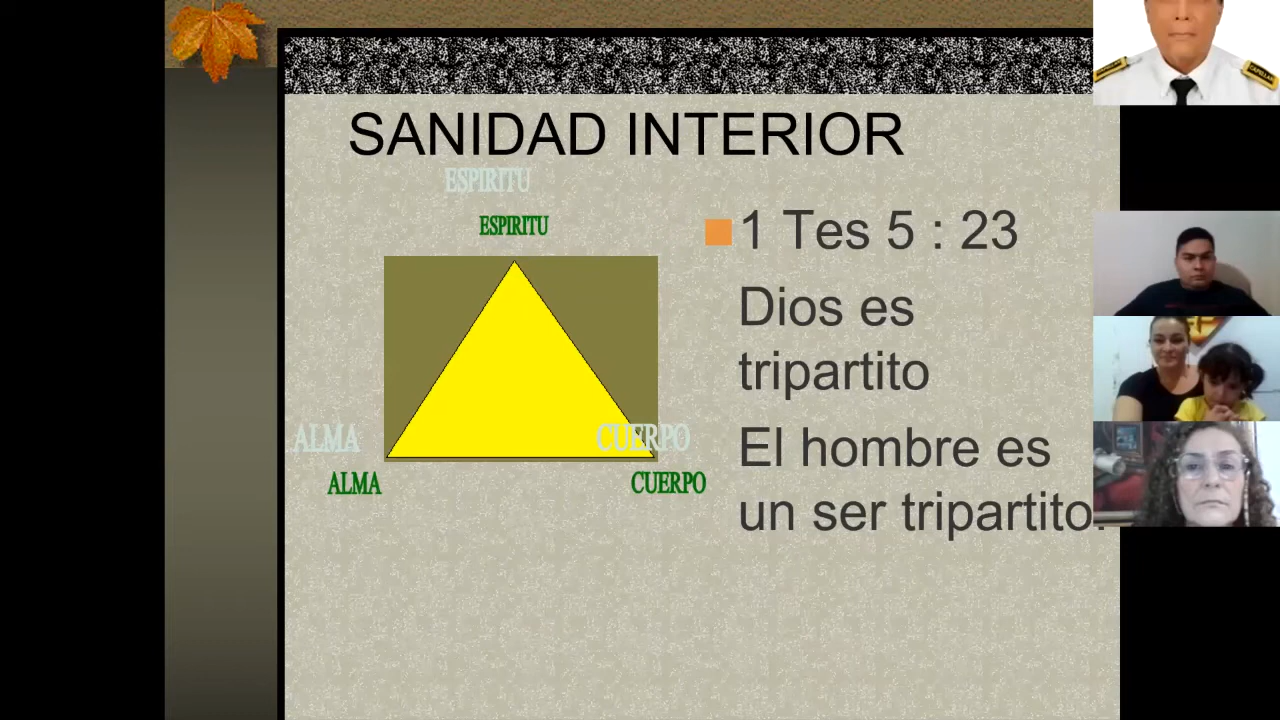 SANIDAD INTERIOR
ESPIRITU
ESPIRITU
1 Tes 5 : 23
Dios es
tripartito
El hombre es
un ser tripartito.
ALMA
CUERPO
ALMA
CUERPO